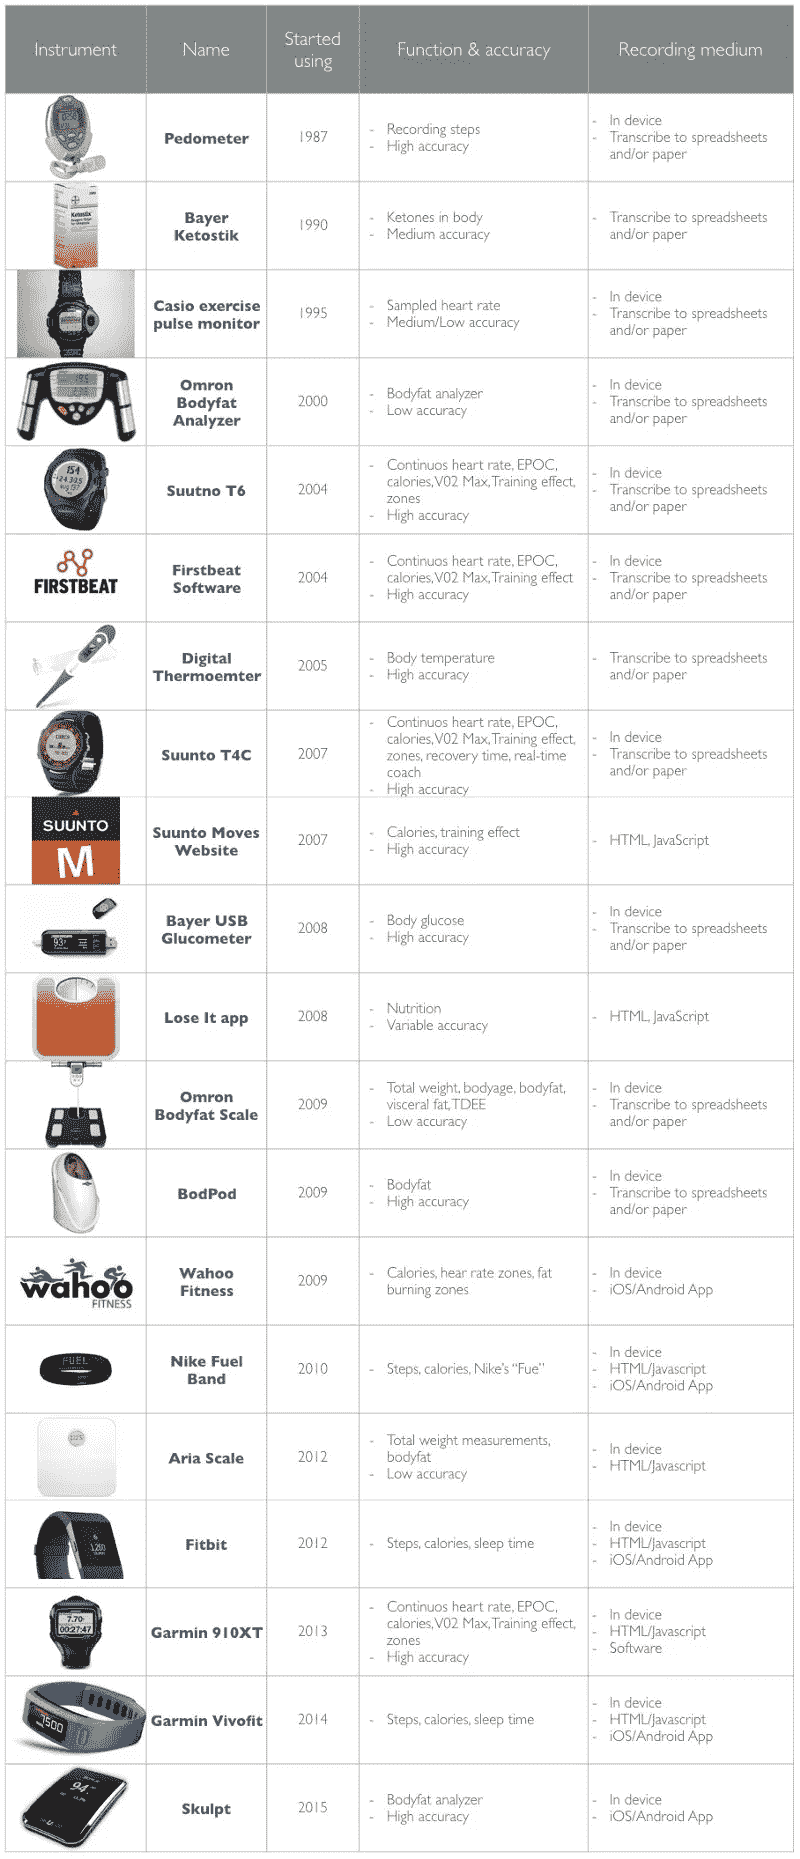 Instrument
Name
Started
using
Function & accuracy
Recording medium
Pedometer
1987
- Recording steps
- High accuracy
- In device
- Transcribe to spreadsheets
and/or paper
Ketostix
Bayer
Ketostik
1990
- Ketones in body
- Medium accuracy
- Transcribe to spreadsheets
and/or paper
Casio exercise
pulse monitor
1995
- Sampled heart rate
- Medium/Low accuracy
- In device
- Transcribe to spreadsheets
and/or paper
Omron
Bodyfat
Analyzer
2000
- Bodyfat analyzer
- Low accuracy
- In device
- Transcribe to spreadsheets
and/or paper
154
Suutno T6
2004
- Continuos heart rate, EPOC,
calories, V02 Max, Training effect,
zones
- High accuracy
- In device
- Transcribe to spreadsheets
and/or paper
FIRSTBEAT
Firstbeat
Software
2004
- Continuos heart rate, EPOC,
calories, V02 Max, Training effect
- High accuracy
- In device
- Transcribe to spreadsheets
and/or paper
Digital
Thermoemter
2005
- Body temperature
- High accuracy
- Transcribe to spreadsheets
and/or paper
Suunto T4C
2007
- Continuos heart rate, EPOC,
calories, V02 Max, Training effect,
zones, recovery time, real-time
coach
- High accuracy
- In device
- Transcribe to spreadsheets
and/or paper
SUUNTO
M
Suunto Moves
Website
2007
- Calories, training effect
- High accuracy
- HTML, JavaScript
93
Bayer USB
Glucometer
2008
- Body glucose
- High accuracy
- In device
- Transcribe to spreadsheets
and/or paper
Lose It app
2008
- Nutrition
- Variable accuracy
- HTML, JavaScript
Omron
Bodyfat Scale
2009
- Total weight, bodyage, bodyfat,
visceral fat, TDEE
- Low accuracy
- In device
- Transcribe to spreadsheets
and/or paper
BodPod
2009
- Bodyfat
- High accuracy
- In device
- Transcribe to spreadsheets
and/or paper
wahoo
FITNESS
Wahoo
Fitness
2009
- Calories, hear rate zones, fat
burning zones
- In device
- iOS/Android App
FUEL
Nike Fuel
Band
2010
- Steps, calories, Nike's “Fue”
- In device
- HTML/Javascript
- iOS/Android App
Aria Scale
2012
- Total weight measurements,
bodyfat
- Low accuracy
- In device
- HTML/Javascript
Fitbit
2012
- Steps, calories, sleep time
- In device
- HTML/Javascript
- iOS/Android App
7.70
00:27:47
Garmin 910XT
2013
- Continuos heart rate, EPOC,
calories, V02 Max, Training effect,
zones
- High accuracy
- In device
- HTML/Javascript
- Software
7500
Garmin Vivofit
2014
- Steps, calories, sleep time
- In device
- HTML/Javascript
- iOS/Android App
94
Skulpt
2015
- Bodyfat analyzer
- High accuracy
- In device
- iOS/Android App